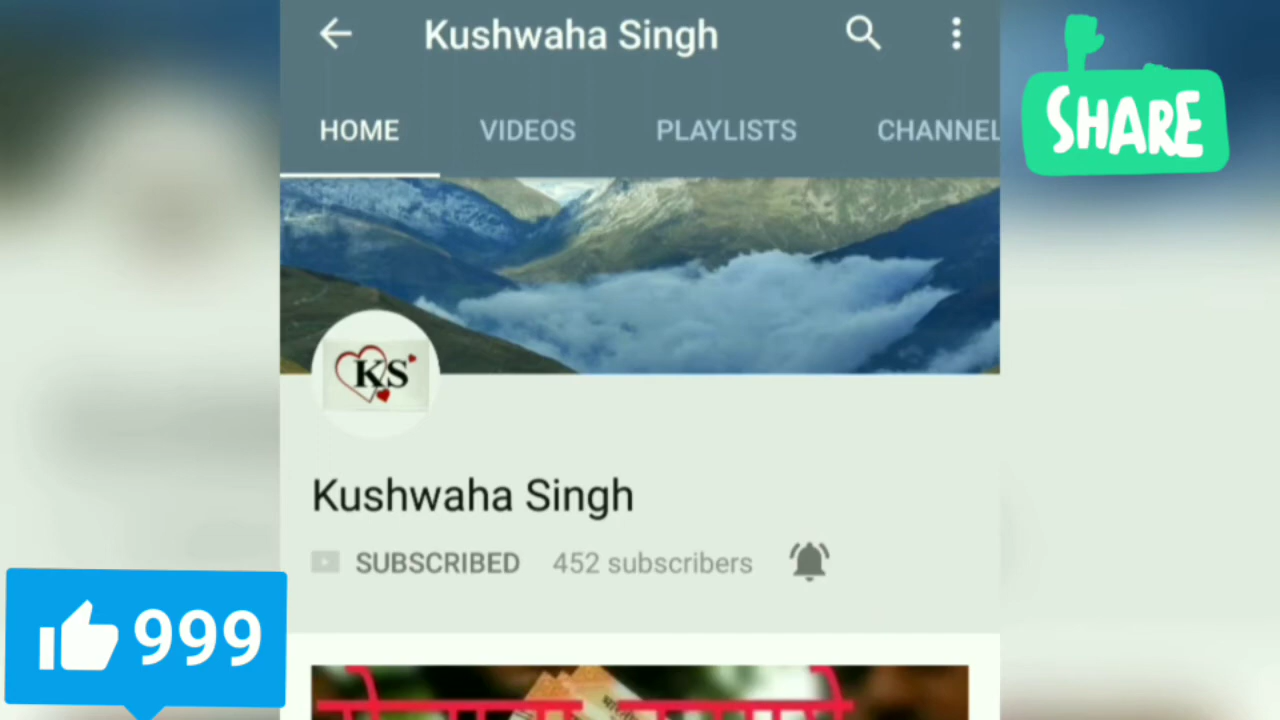 Kushwaha Singh
SHARE
HOME VIDEOS PLAYLISTS CHANNEL
KS
Kushwaha Singh
SUBSCRIBED 452 subscribers
999